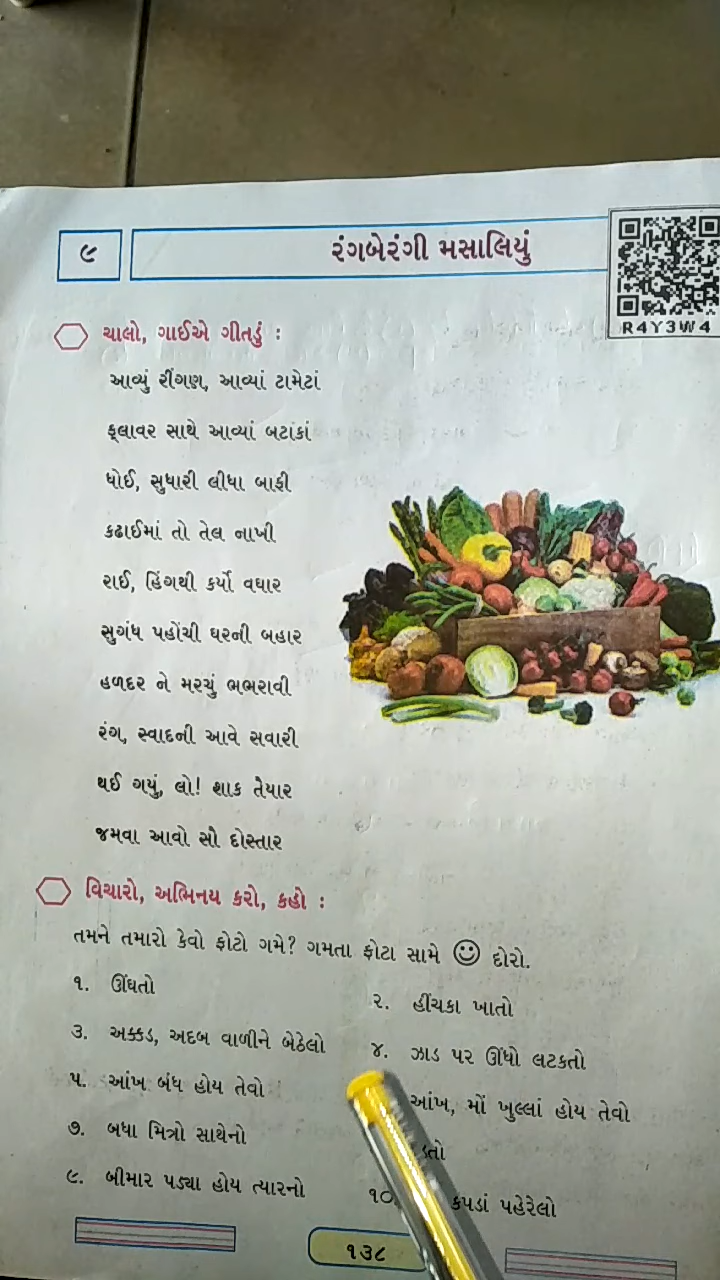 ૯
રંગબેરંગી મસાલિયું
R4Y3W4
ચાલો, ગાઈએ ગીતડું :
આવ્યું રીંગણ, આવ્યાં ટામેટાં
ફ્લાવર સાથે આવ્યાં બટાકાં
ધોઈ, સુધારી લીધા બાફી
કઢાઈમાં તો તેલ નાખી
રાઈ, હિંગથી કર્યો વઘાર
સુગંધ પહોંચી ઘરની બહાર
હળદર ને મરચું ભભરાવી
રંગ, સ્વાદની આવે સવારી
થઈ ગયું, લો! શાક તૈયાર
જમવા આવો સૌ દોસ્તાર
વિચારો, અભિનય કરો, કહો :
તમને તમારો કેવો ફોટો ગમે? ગમતા ફોટા સામે ☺ દોરો.
૧. ઊંઘતો
૨. હીંચકા ખાતો
૩. અક્કડ, અદબ વાળીને બેઠેલો
૪. ઝાડ પર ઊંધો લટકતો
૫. આંખ બંધ હોય તેવો
આંખ, મોં ખુલ્લાં હોય તેવો
૭. બધા મિત્રો સાથેનો
૯. બીમાર પડ્યા હોય ત્યારનો
૧૦. કપડાં પહેરેલો
૧૩૮